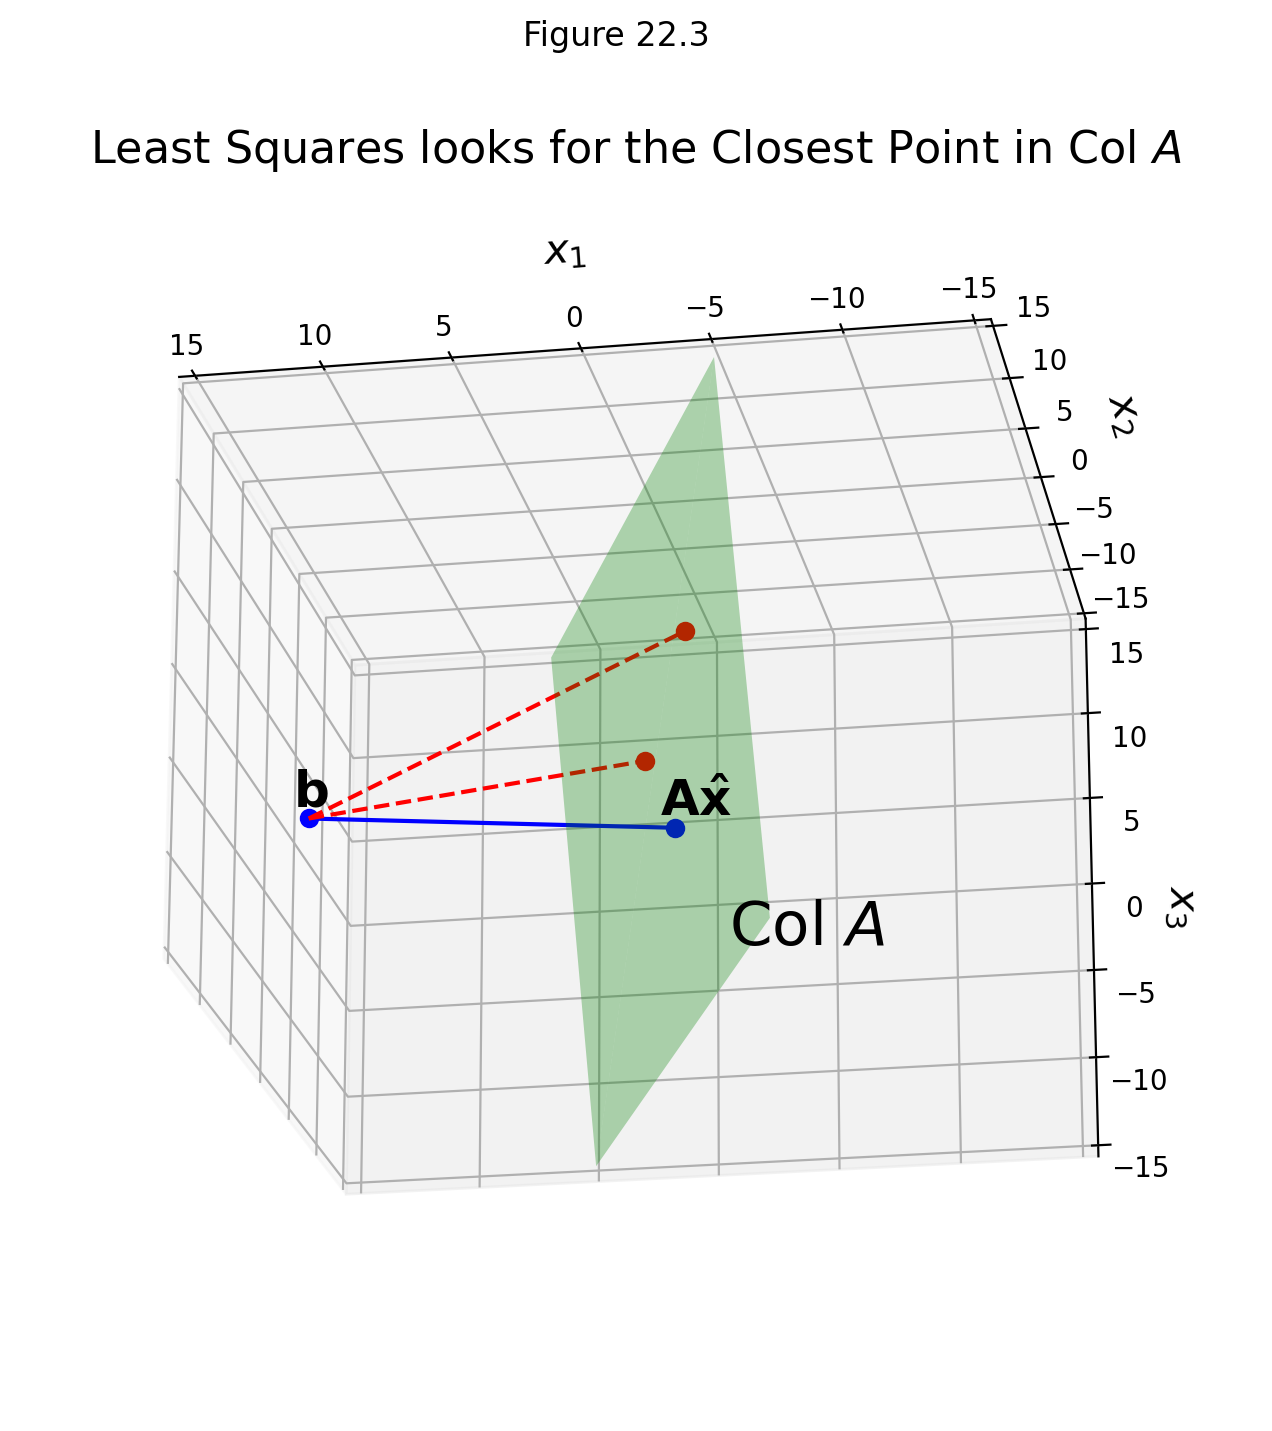 Figure 22.3
Least Squares looks for the Closest Point in Col A
x₁
15 10 5 0 −5 −10 −15
15
10
5
0
−5
−10
−15
x₂
15
10
5
0
−5
−10
−15
x₃
b
Ax̂
Col A